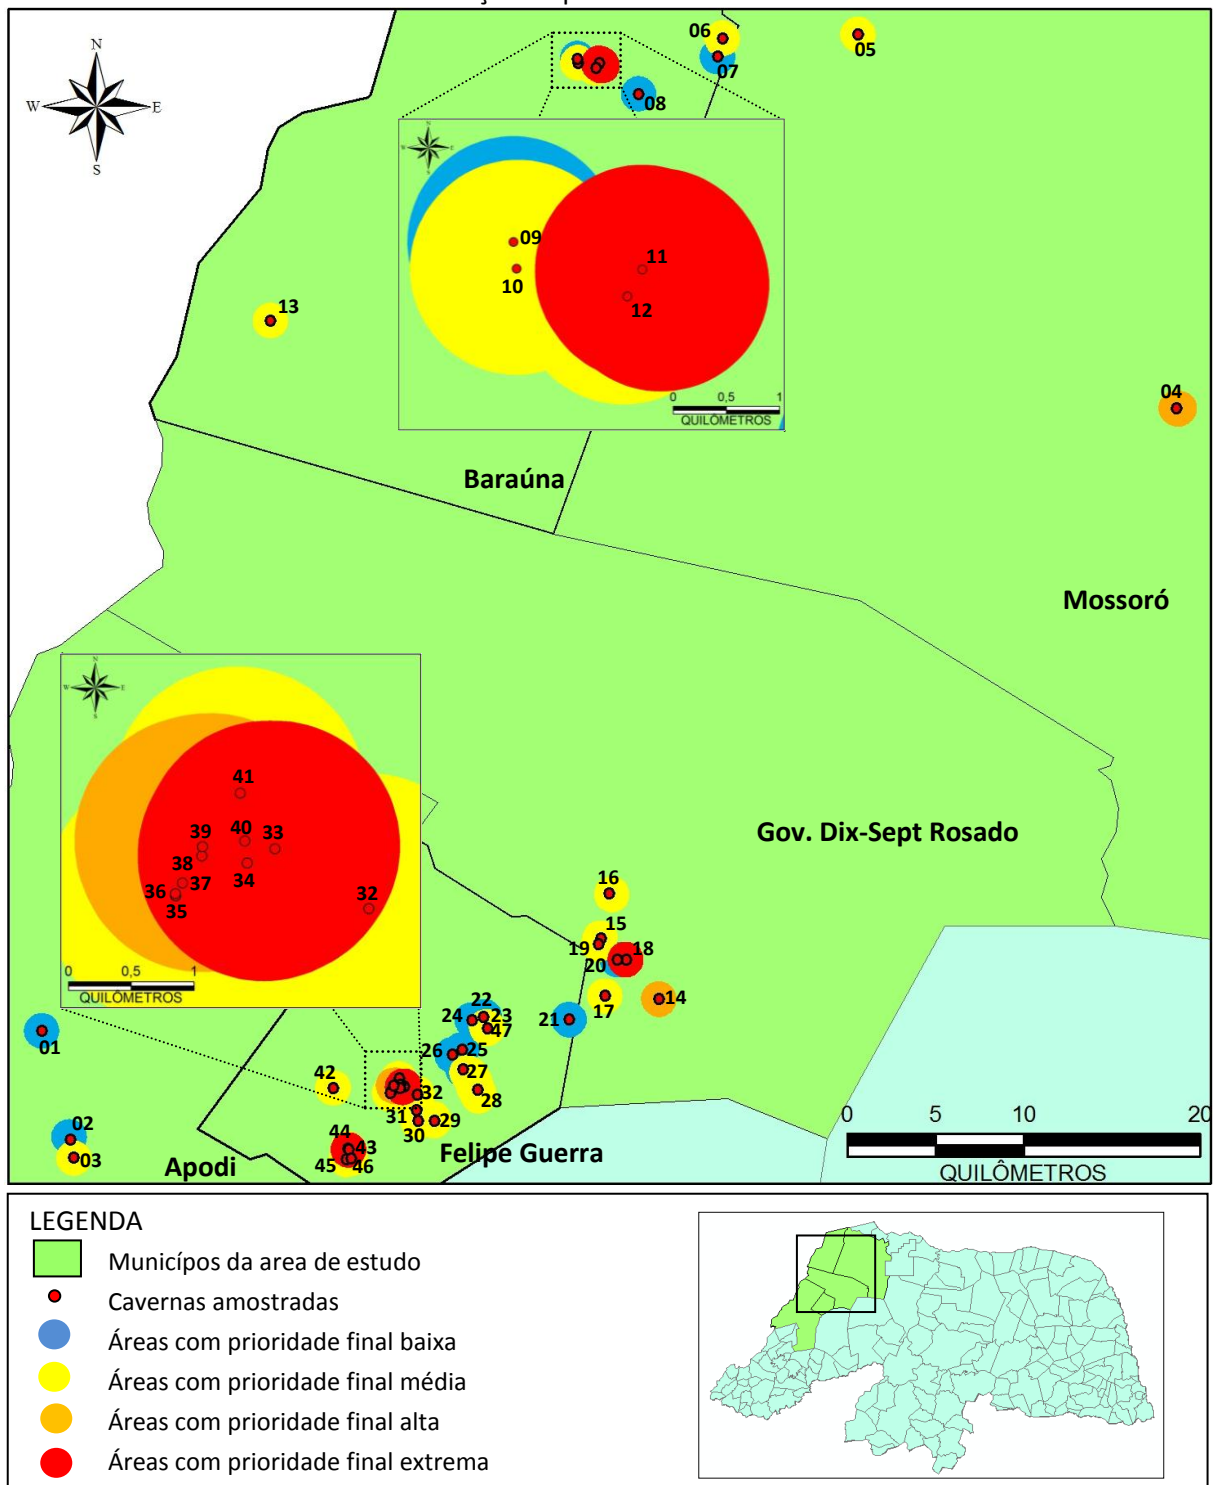 N
W
E
S
06
05
07
08
N
W
E
S
09
10
11
12
0 0,5 1
QUILÔMETROS
13
04
Baraúna
Mossoró
N
W
E
S
41
39
40
33
38
34
37
36
35
32
0 0,5 1
QUILÔMETROS
Gov. Dix-Sept Rosado
16
15
19
18
20
17
14
21
22
24
23
47
01
26
25
27
42
32
28
31
29
30
02
03
44
43
45
46
Apodi
Felipe Guerra
0 5 10 20
QUILÔMETROS
LEGENDA
Municípos da area de estudo
Cavernas amostradas
Áreas com prioridade final baixa
Áreas com prioridade final média
Áreas com prioridade final alta
Áreas com prioridade final extrema